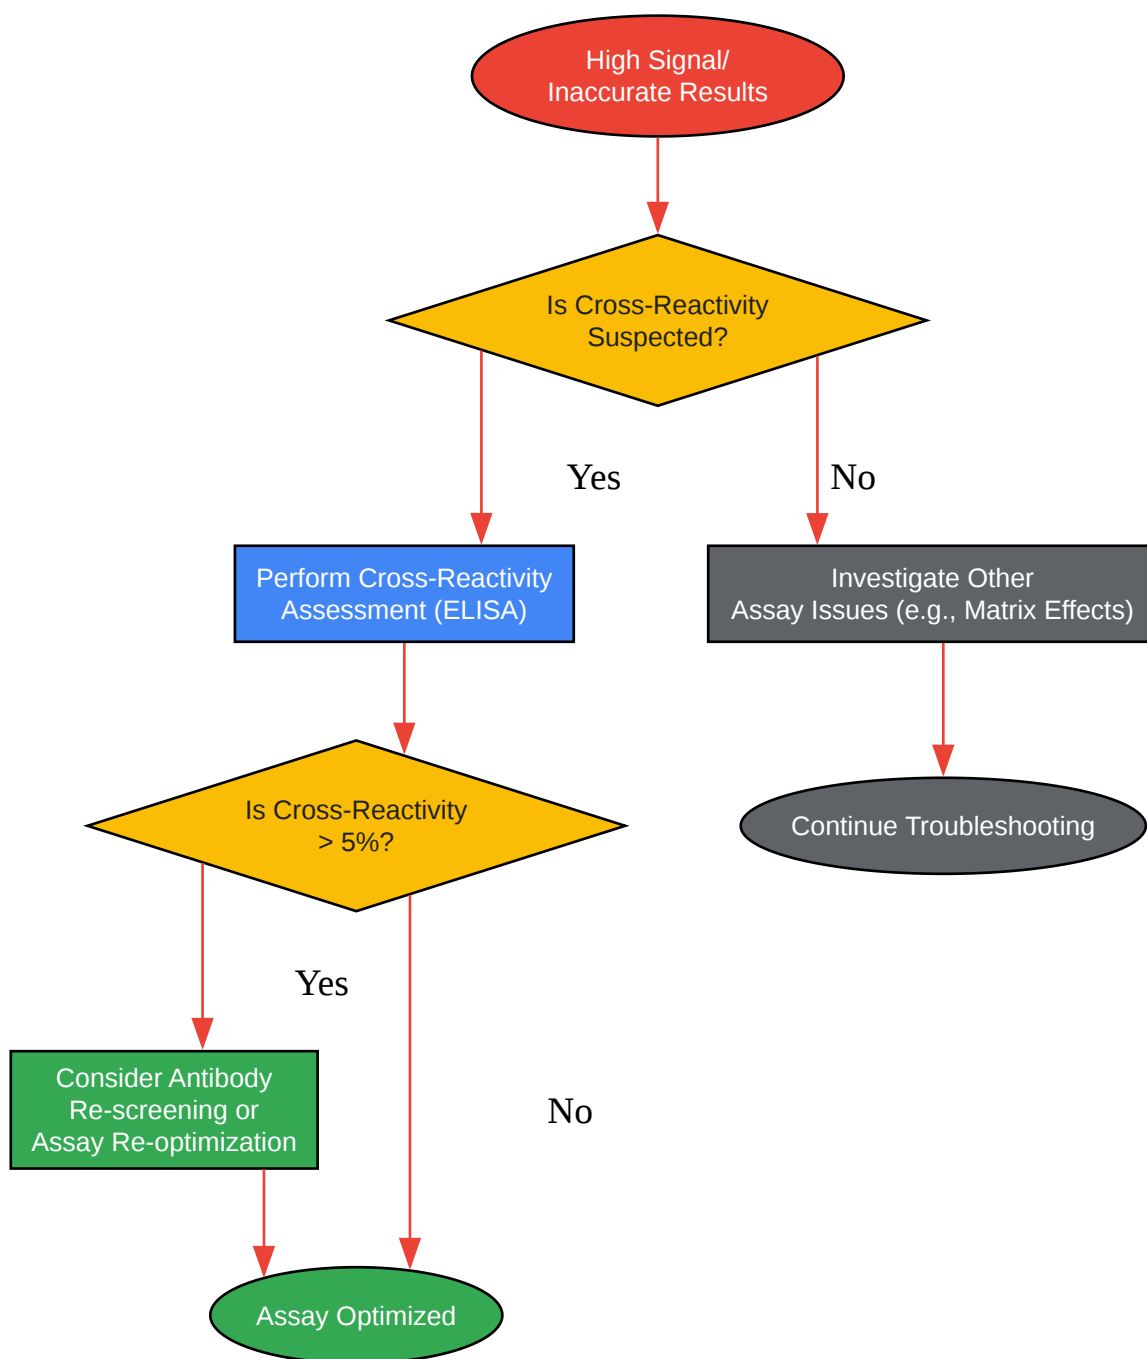 High Signal/
Inaccurate Results
Is Cross-Reactivity
Suspected?
Yes
No
Perform Cross-Reactivity
Assessment (ELISA)
Investigate Other
Assay Issues (e.g., Matrix Effects)
Is Cross-Reactivity
> 5%?
Continue Troubleshooting
Yes
Consider Antibody
Re-screening or
Assay Re-optimization
No
Assay Optimized